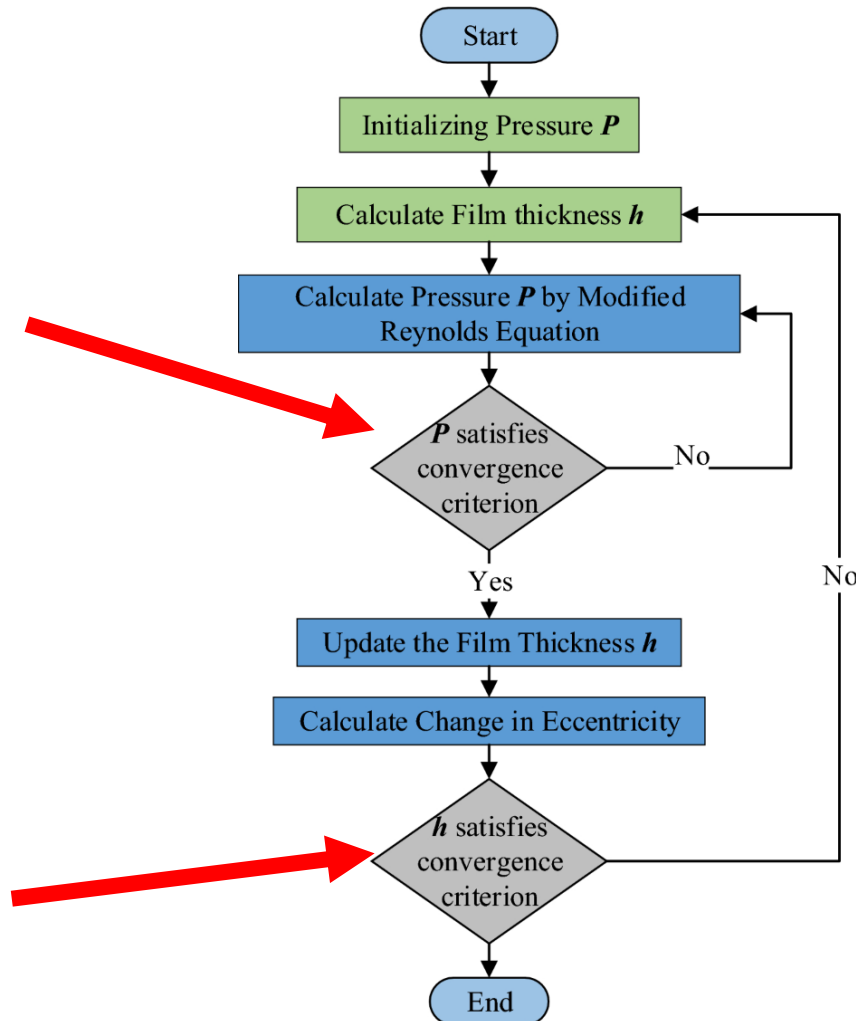 Start
Initializing Pressure P
Calculate Film thickness h
Calculate Pressure P by Modified
Reynolds Equation
P satisfies
convergence
criterion
No
Yes
No
Update the Film Thickness h
Calculate Change in Eccentricity
h satisfies
convergence
criterion
End